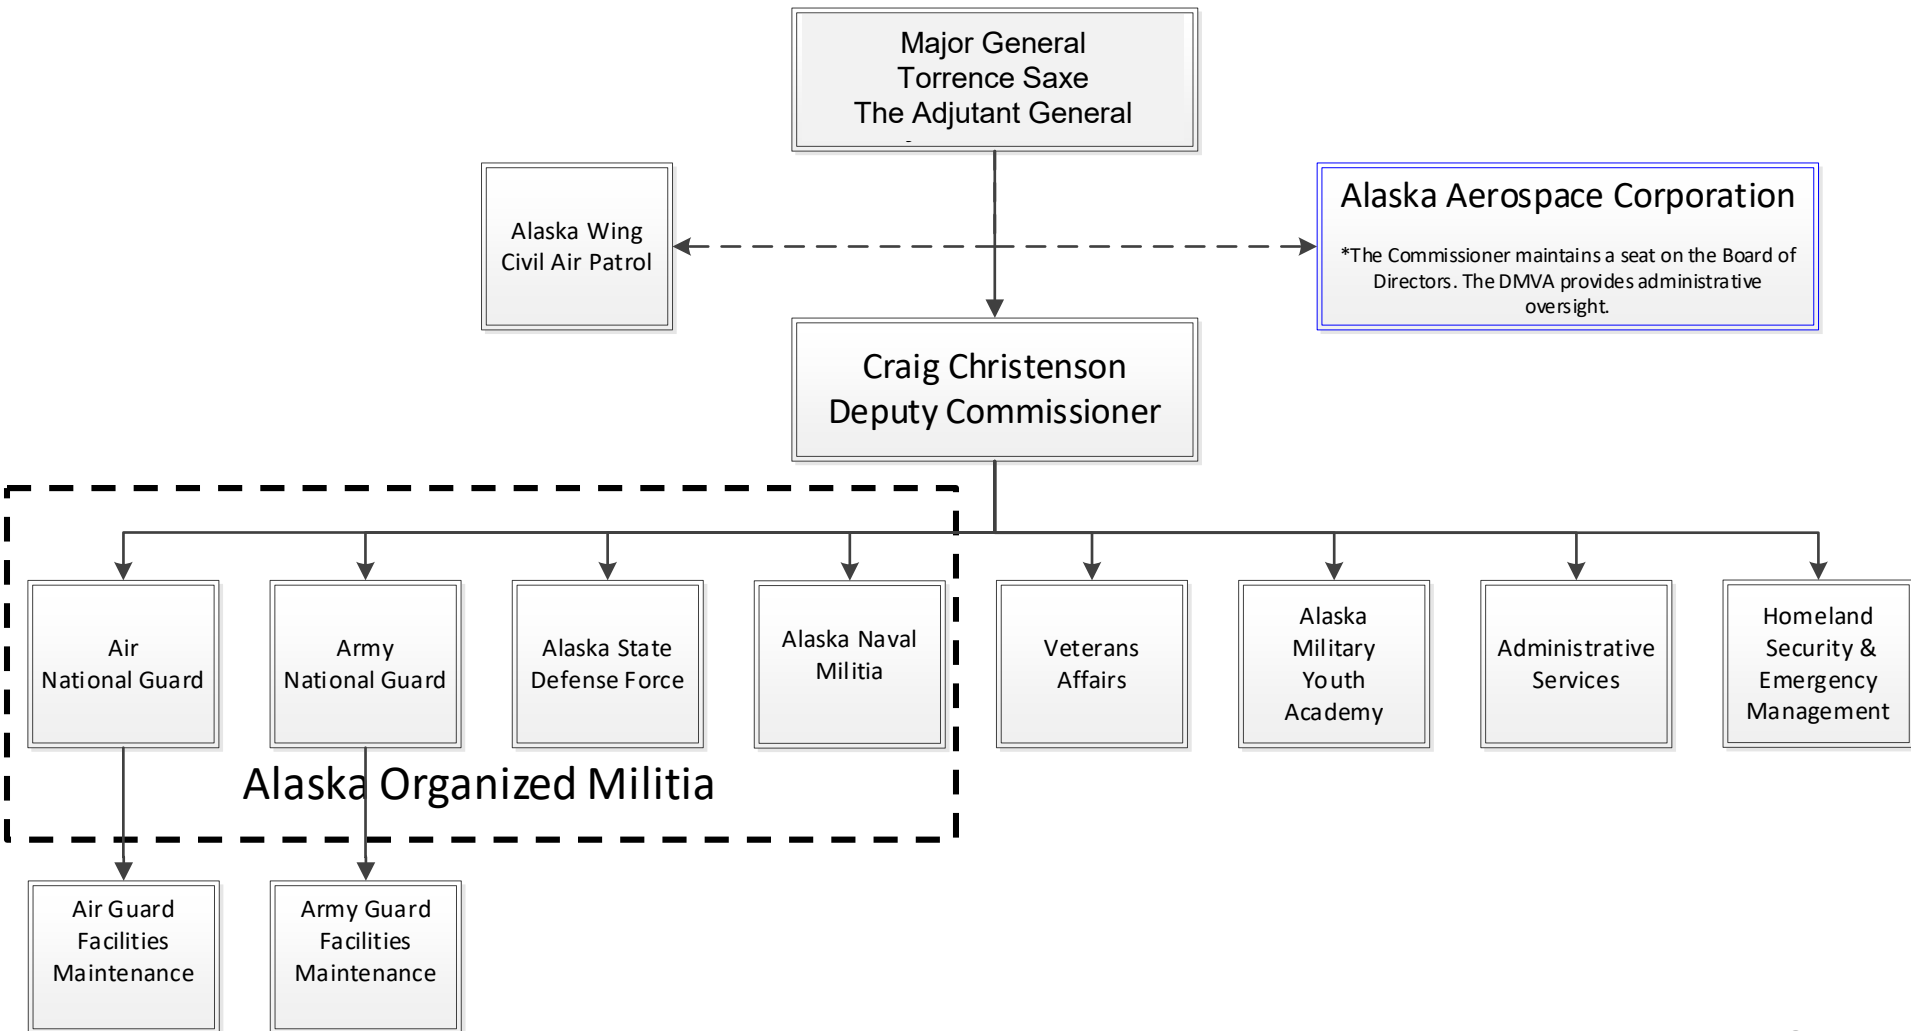 Major General
Torrence Saxe
The Adjutant General
Alaska Wing
Civil Air Patrol
Alaska Aerospace Corporation
*The Commissioner maintains a seat on the Board of
Directors. The DMVA provides administrative
oversight.
Craig Christenson
Deputy Commissioner
Air
National Guard
Army
National Guard
Alaska State
Defense Force
Alaska Naval
Militia
Veterans
Affairs
Alaska
Military
Youth
Academy
Administrative
Services
Homeland
Security &
Emergency
Management
Alaska Organized Militia
Air Guard
Facilities
Maintenance
Army Guard
Facilities
Maintenance